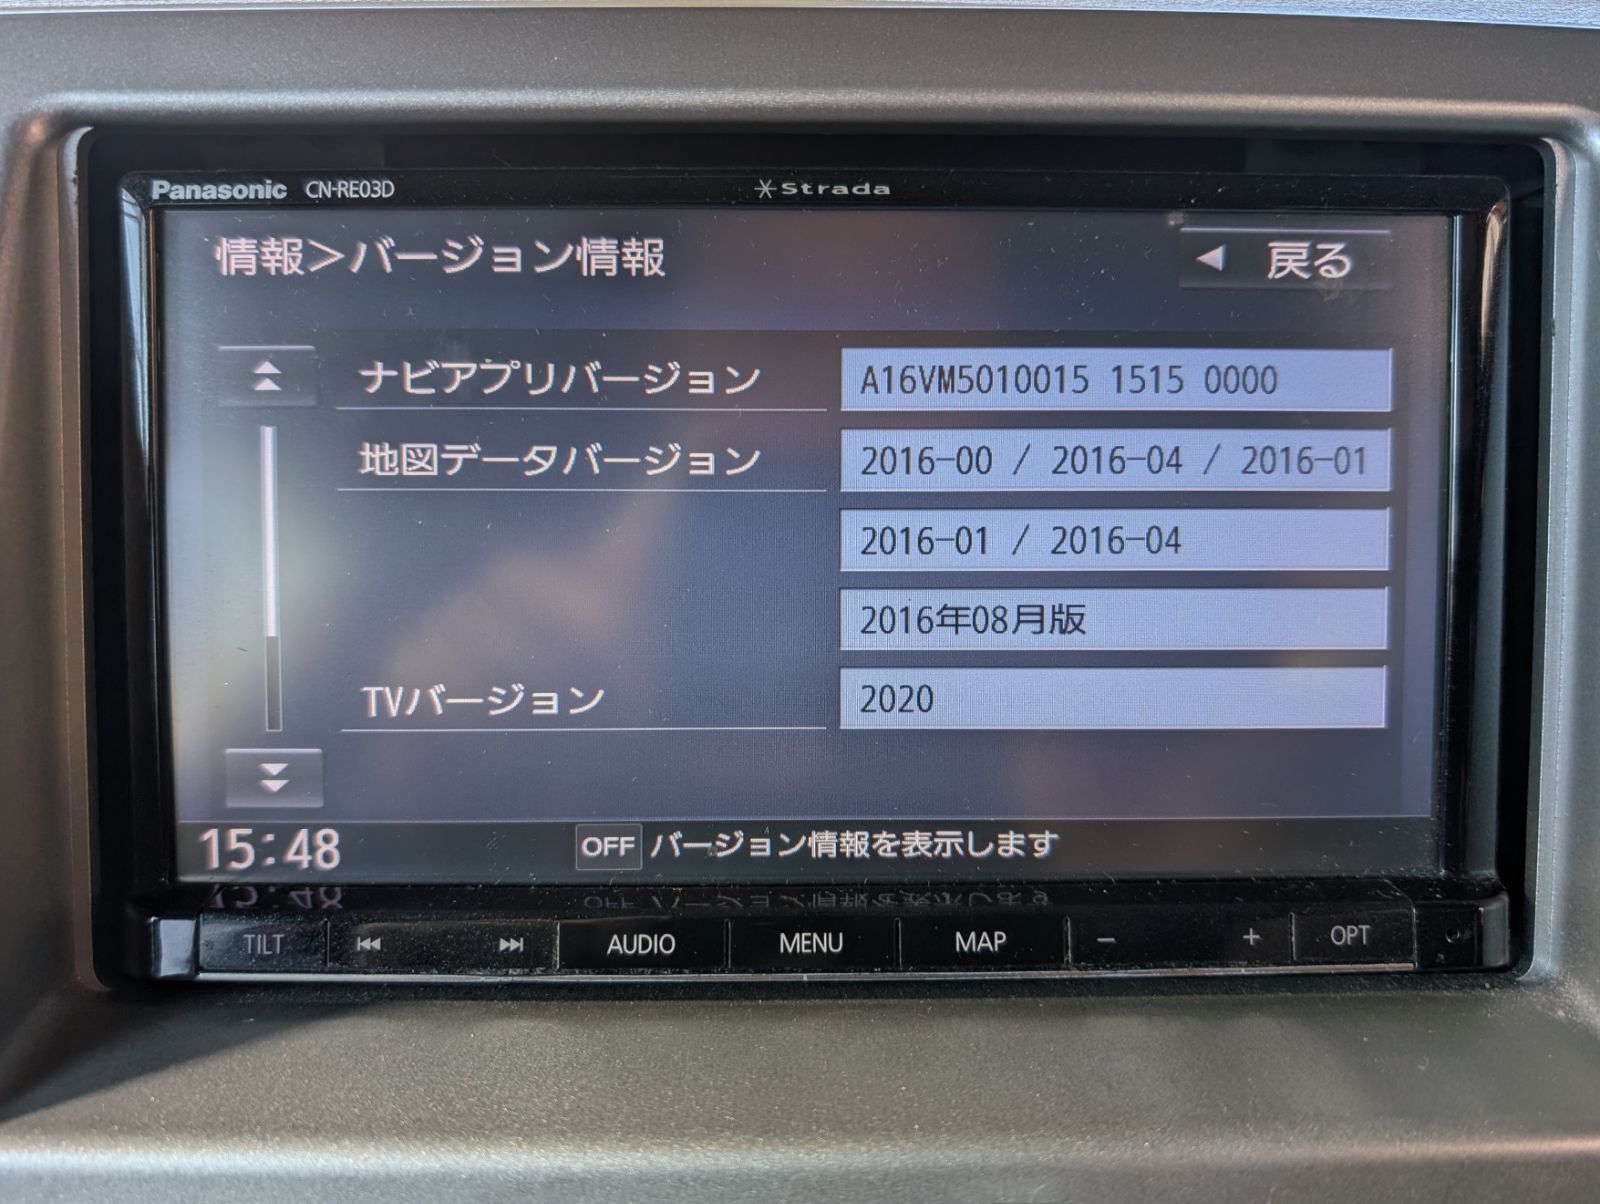 Panasonic CN-RE03D Strada
情報>バージョン情報
戻る
ナビアプリバージョン A16VM5010015 1515 0000
地図データバージョン 2016-00 / 2016-04 / 2016-01
2016-01 / 2016-04
2016年08月版
TVバージョン 2020
15:48 OFF バージョン情報を表示します
TILT AUDIO MENU MAP − + OPT